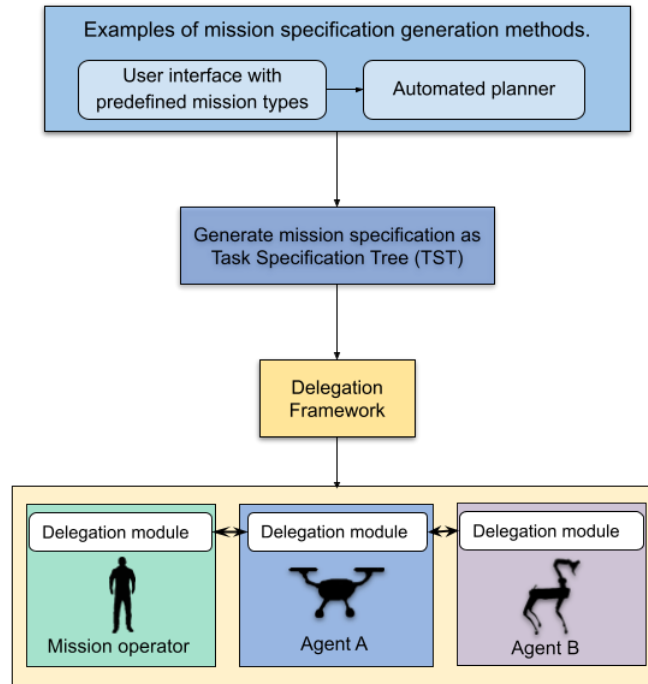 Examples of mission specification generation methods.
User interface with
predefined mission types
Automated planner
Generate mission specification as
Task Specification Tree (TST)
Delegation
Framework
Delegation module
Delegation module
Delegation module
Mission operator
Agent A
Agent B